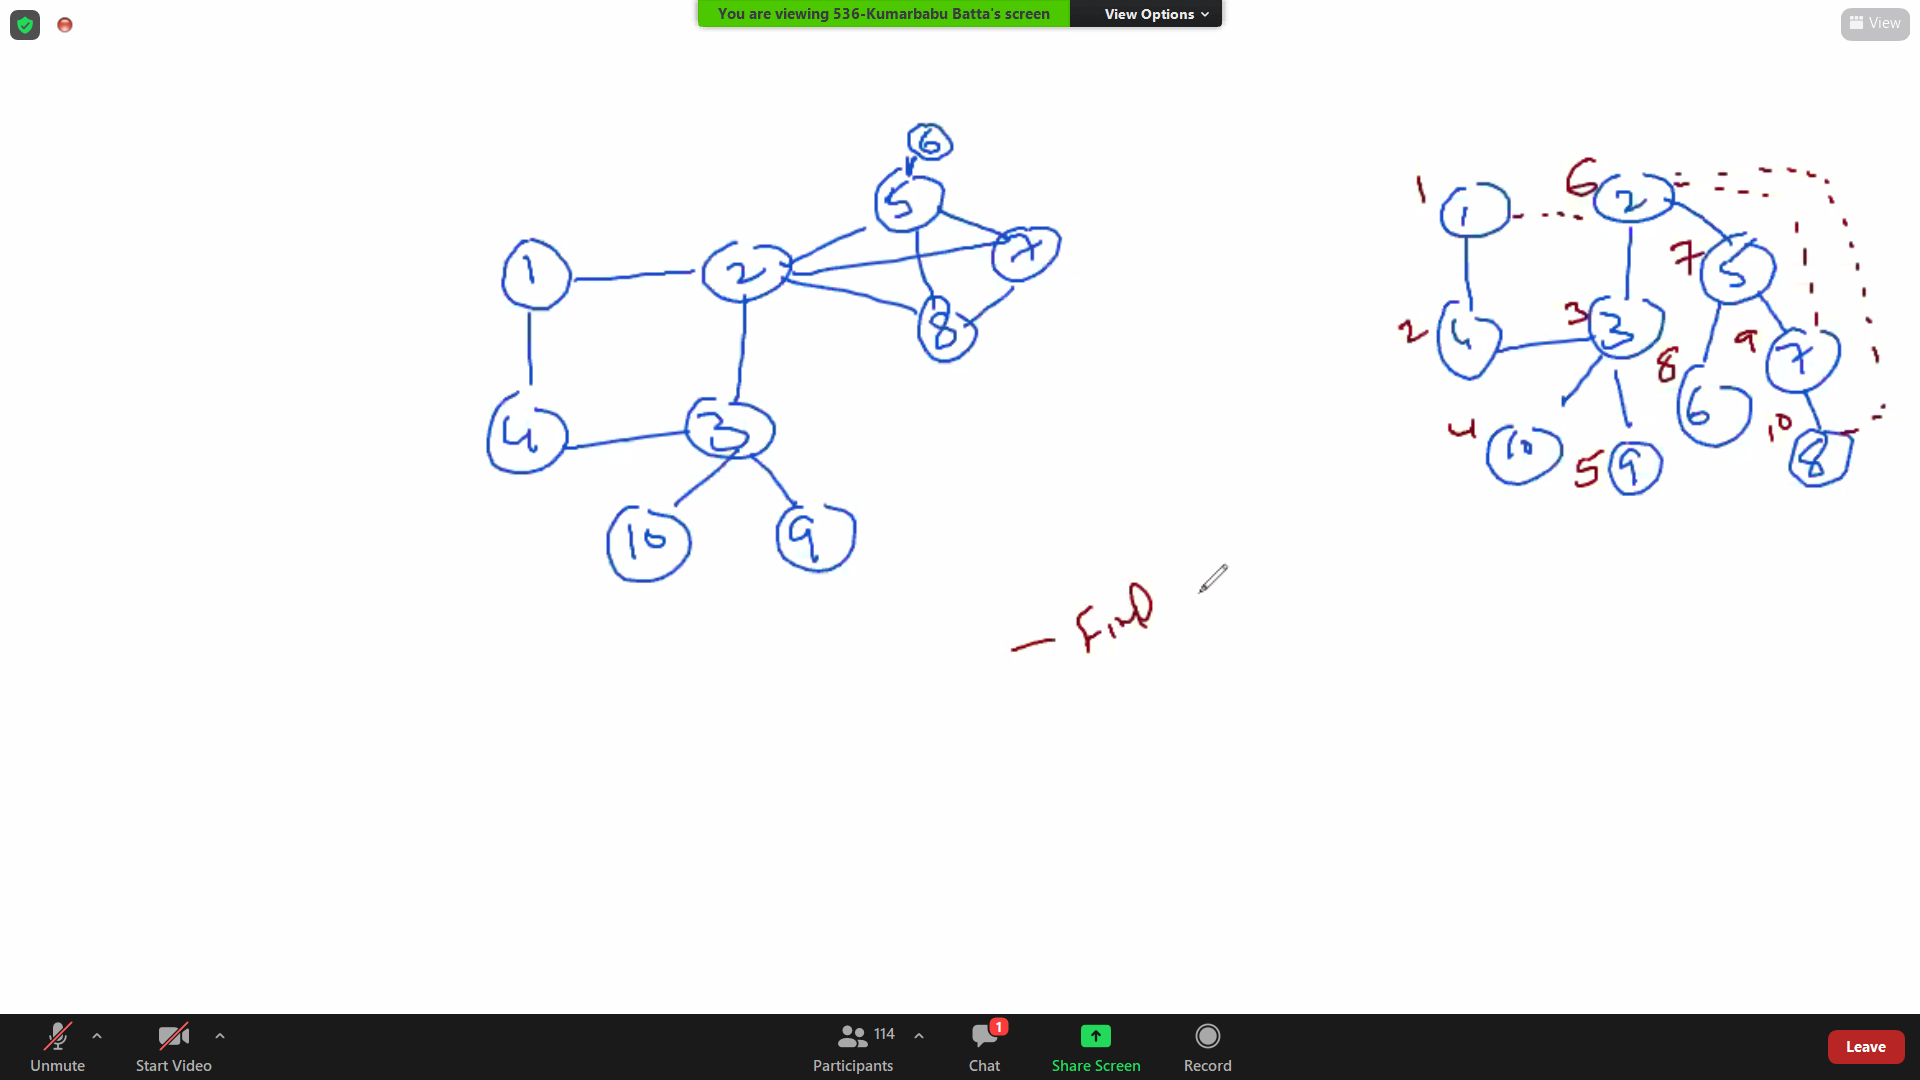 You are viewing 536-Kumarbabu Batta's screen
View Options
View
6
5
7
1
2
8
4
3
10
9
1
1
6
2
7
5
2
4
3
3
8
6
9
7
4
10
5
9
10
8
— Find
Unmute
Start Video
Participants
114
Chat
1
Share Screen
Record
Leave